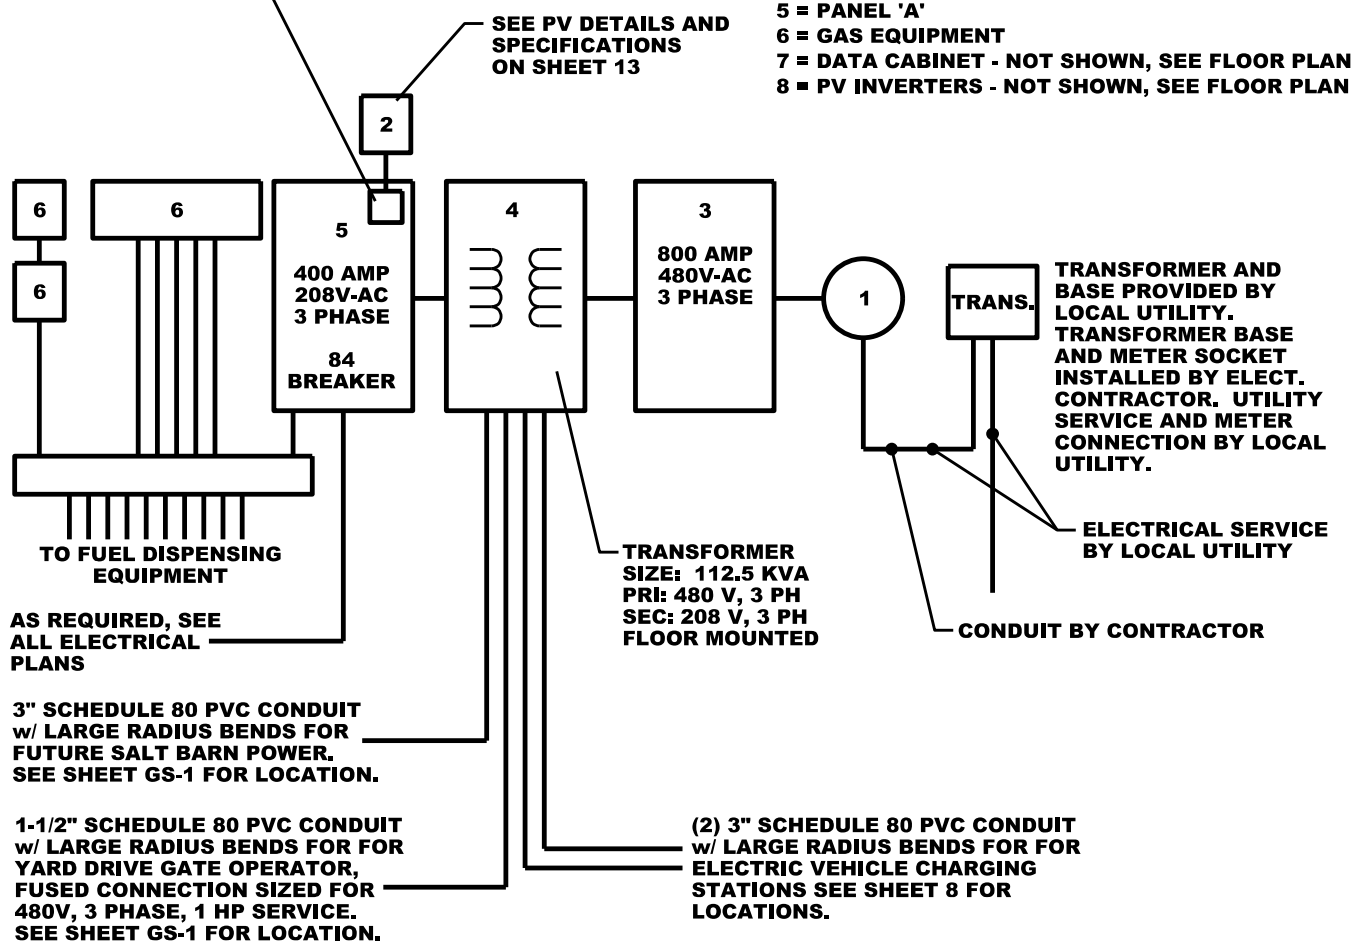 SEE PV DETAILS AND
SPECIFICATIONS
ON SHEET 13
5 = PANEL 'A'
6 = GAS EQUIPMENT
7 = DATA CABINET - NOT SHOWN, SEE FLOOR PLAN
8 = PV INVERTERS - NOT SHOWN, SEE FLOOR PLAN
2
6
6
6
5
400 AMP
208V-AC
3 PHASE
84
BREAKER
4
3
800 AMP
480V-AC
3 PHASE
1
TRANS.
TRANSFORMER AND
BASE PROVIDED BY
LOCAL UTILITY.
TRANSFORMER BASE
AND METER SOCKET
INSTALLED BY ELECT.
CONTRACTOR. UTILITY
SERVICE AND METER
CONNECTION BY LOCAL
UTILITY.
TO FUEL DISPENSING
EQUIPMENT
TRANSFORMER
SIZE: 112.5 KVA
PRI: 480 V, 3 PH
SEC: 208 V, 3 PH
FLOOR MOUNTED
ELECTRICAL SERVICE
BY LOCAL UTILITY
CONDUIT BY CONTRACTOR
AS REQUIRED, SEE
ALL ELECTRICAL
PLANS
3" SCHEDULE 80 PVC CONDUIT
w/ LARGE RADIUS BENDS FOR
FUTURE SALT BARN POWER.
SEE SHEET GS-1 FOR LOCATION.
1-1/2" SCHEDULE 80 PVC CONDUIT
w/ LARGE RADIUS BENDS FOR FOR
YARD DRIVE GATE OPERATOR,
FUSED CONNECTION SIZED FOR
480V, 3 PHASE, 1 HP SERVICE.
SEE SHEET GS-1 FOR LOCATION.
(2) 3" SCHEDULE 80 PVC CONDUIT
w/ LARGE RADIUS BENDS FOR FOR
ELECTRIC VEHICLE CHARGING
STATIONS SEE SHEET 8 FOR
LOCATIONS.